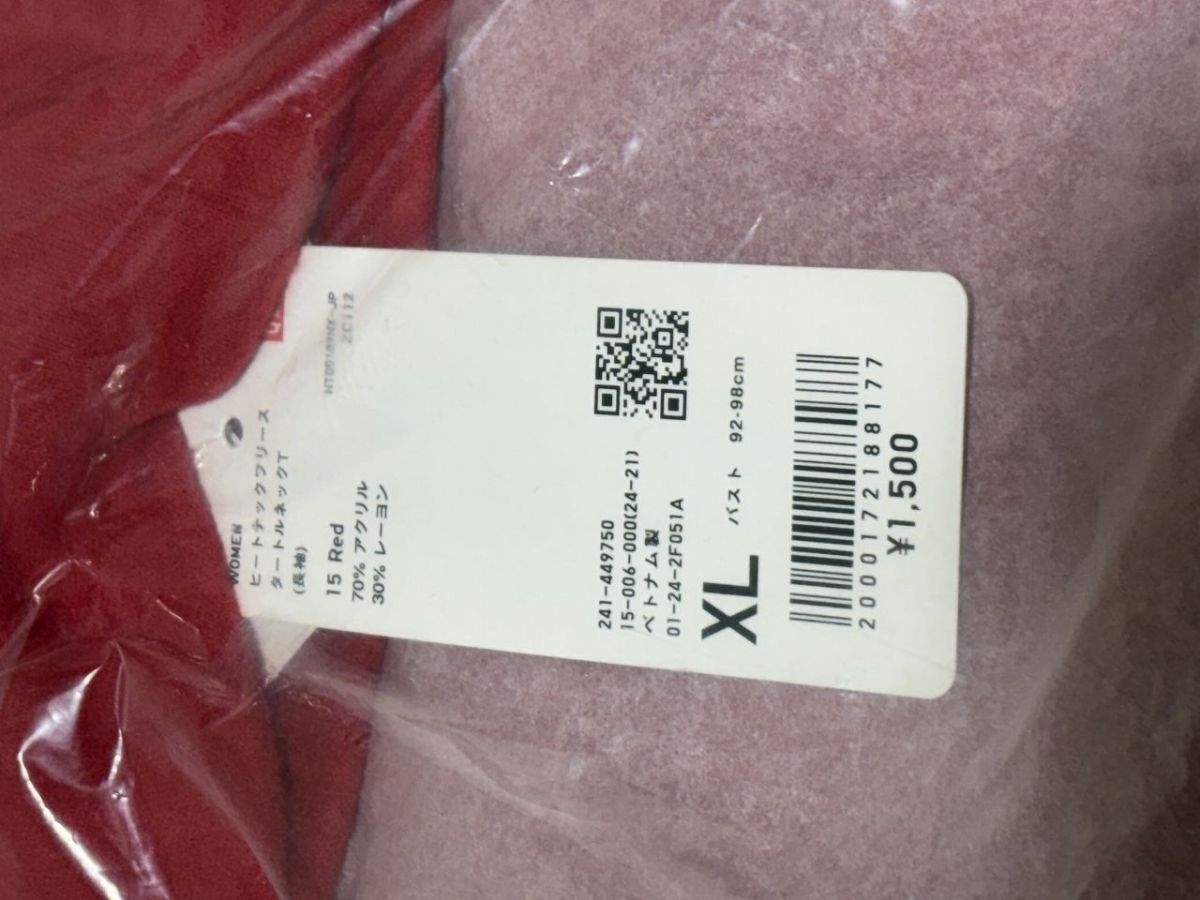 WOMEN
ヒートテックフリース
タートルネックT
(長袖)
15 Red
70% アクリル
30% レーヨン
241-449750
15-006-000(24-21)
ベトナム製
01-24-2F051A
XL バスト 92-98cm
2000172188177
¥1,500